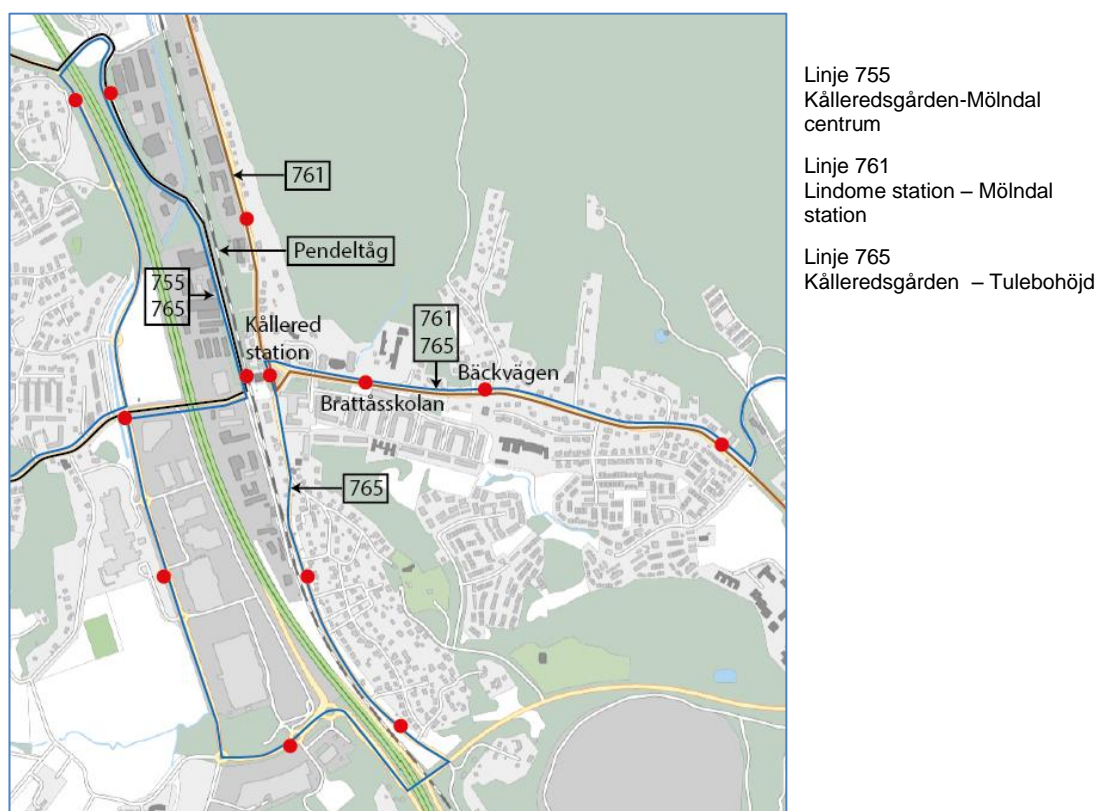 761
Pendeltåg
755
765
Kållered
station
761
765
Bäckvägen
Brattåsskolan
765
Linje 755
Kålleredsgården-Mölndal
centrum
Linje 761
Lindome station – Mölndal
station
Linje 765
Kålleredsgården – Tulebohöjd